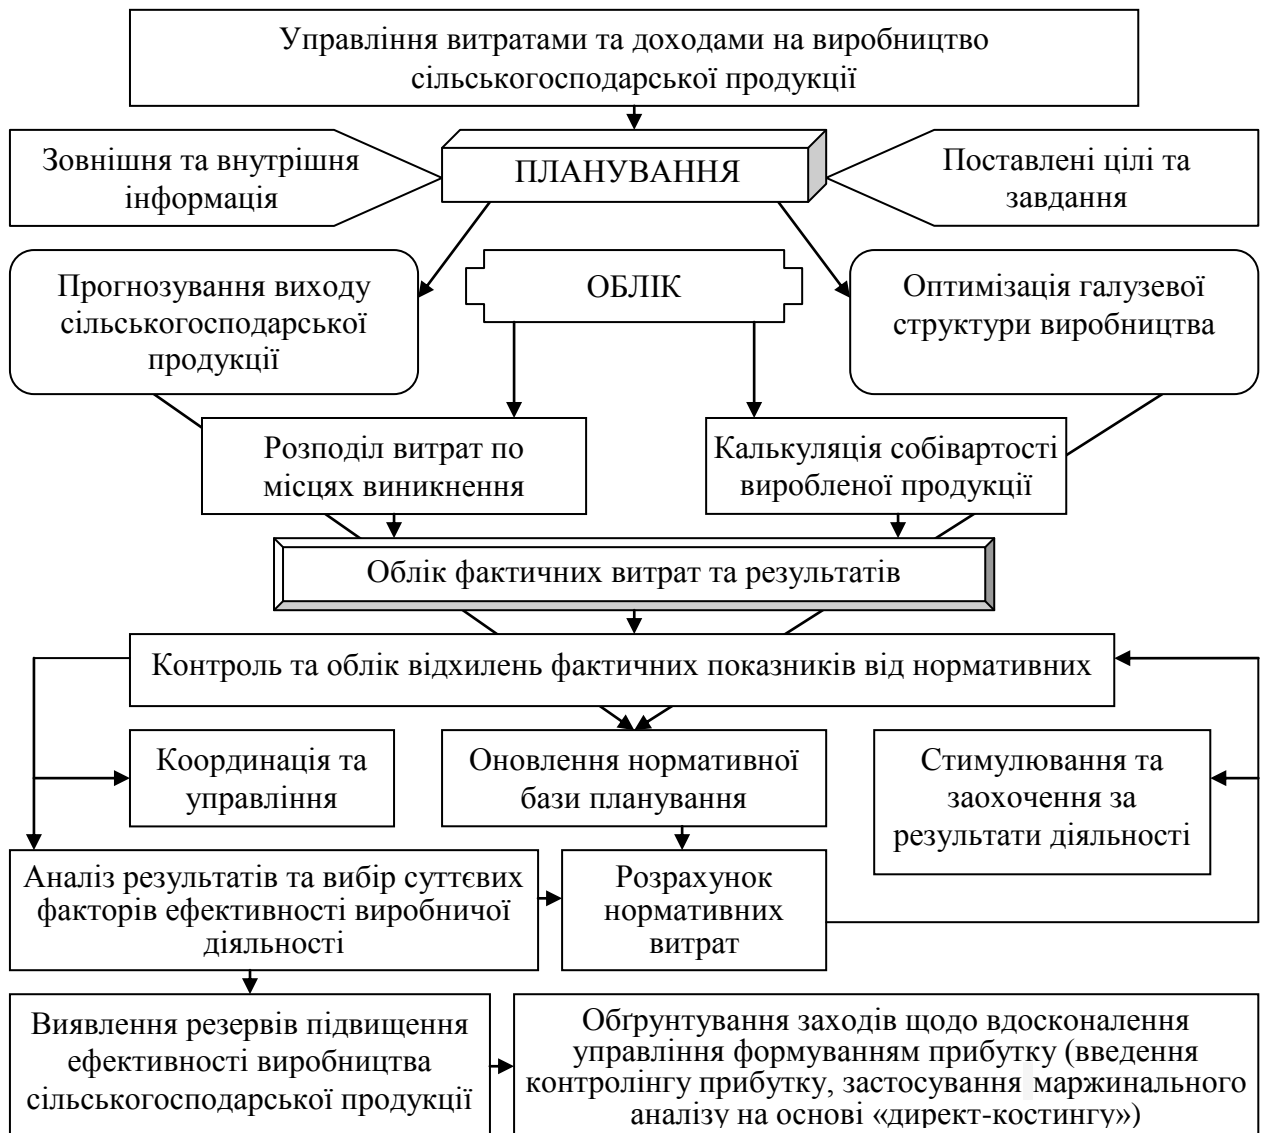 Управління витратами та доходами на виробництво
сільськогосподарської продукції
Зовнішня та внутрішня
інформація
ПЛАНУВАННЯ
Поставлені цілі та
завдання
Прогнозування виходу
сільськогосподарської
продукції
ОБЛІК
Оптимізація галузевої
структури виробництва
Розподіл витрат по
місцях виникнення
Калькуляція собівартості
виробленої продукції
Облік фактичних витрат та результатів
Контроль та облік відхилень фактичних показників від нормативних
Координація та
управління
Оновлення нормативної
бази планування
Стимулювання та
заохочення за
результати діяльності
Аналіз результатів та вибір суттєвих
факторів ефективності виробничої
діяльності
Розрахунок
нормативних
витрат
Виявлення резервів підвищення
ефективності виробництва
сільськогосподарської продукції
Обґрунтування заходів щодо вдосконалення
управління формуванням прибутку (введення
контролінгу прибутку, застосування маржинального
аналізу на основі «директ-костингу»)